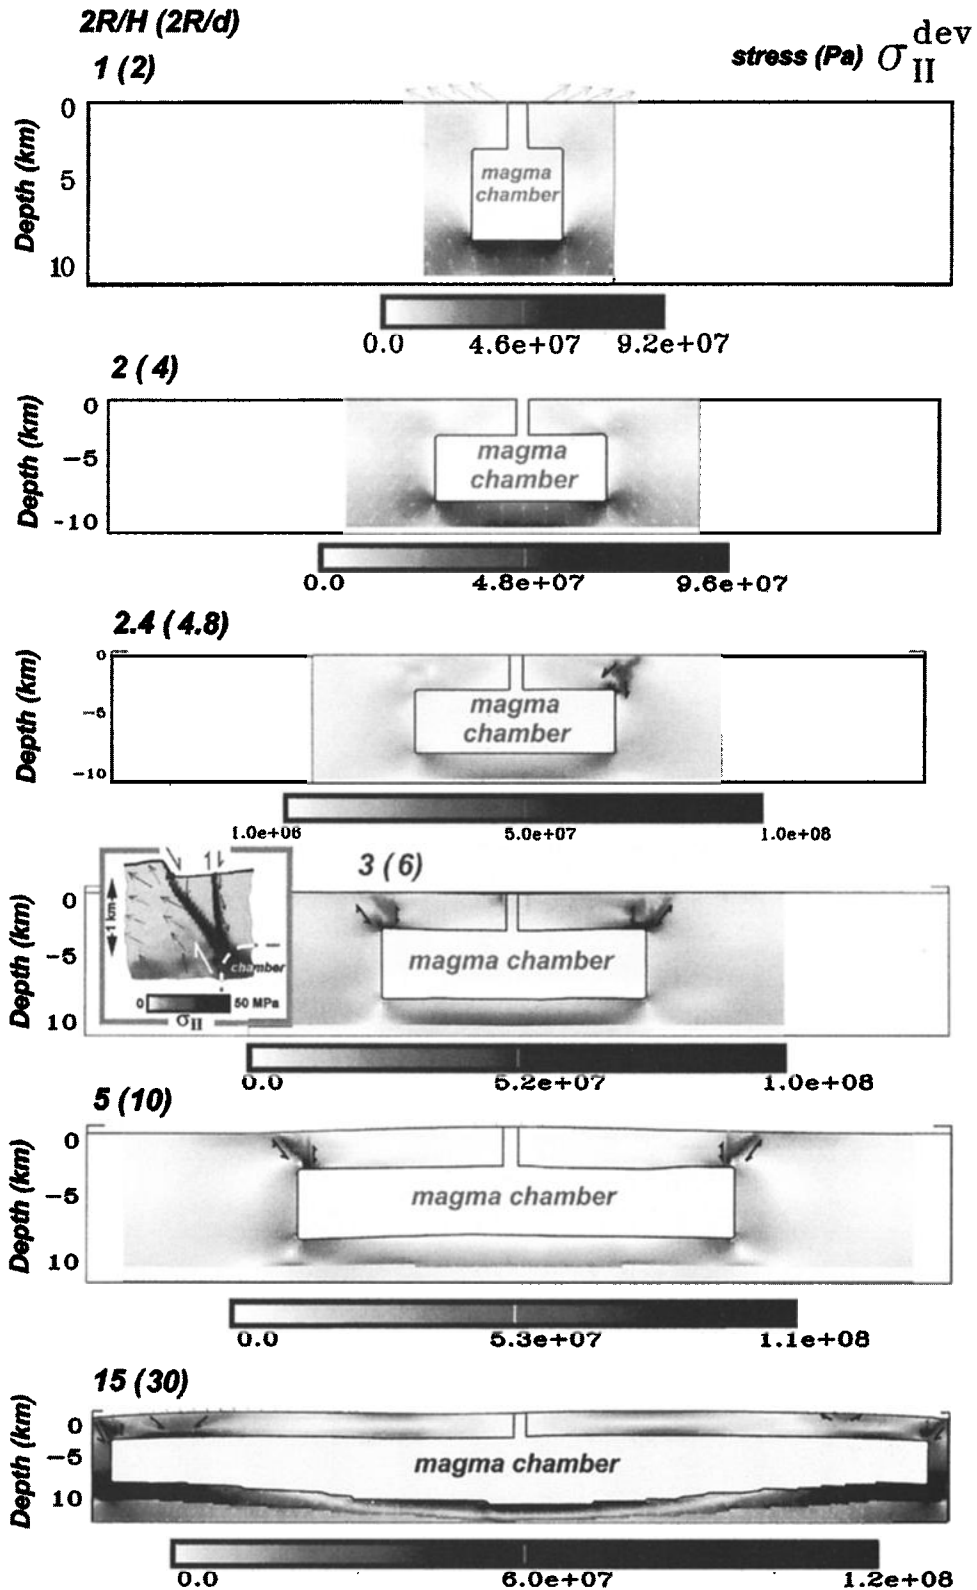 2R/H (2R/d)
1 (2)
stress (Pa) σ II dev
0
5
10
Depth (km)
magma
chamber
0.0 4.6e+07 9.2e+07
2 ( 4)
0
-5
-10
Depth (km)
magma
chamber
0.0 4.8e+07 9.6e+07
2.4 ( 4.8)
0
-5
-10
Depth (km)
magma
chamber
1.0e+06 5.0e+07 1.0e+08
3 ( 6)
1 km
chamber
0 50 MPa
σII
0
-5
10
Depth (km)
magma chamber
0.0 5.2e+07 1.0e+08
5 (10)
0
-5
10
Depth (km)
magma chamber
0.0 5.3e+07 1.1e+08
15 (30)
0
-5
10
Depth (km)
magma chamber
0.0 6.0e+07 1.2e+08